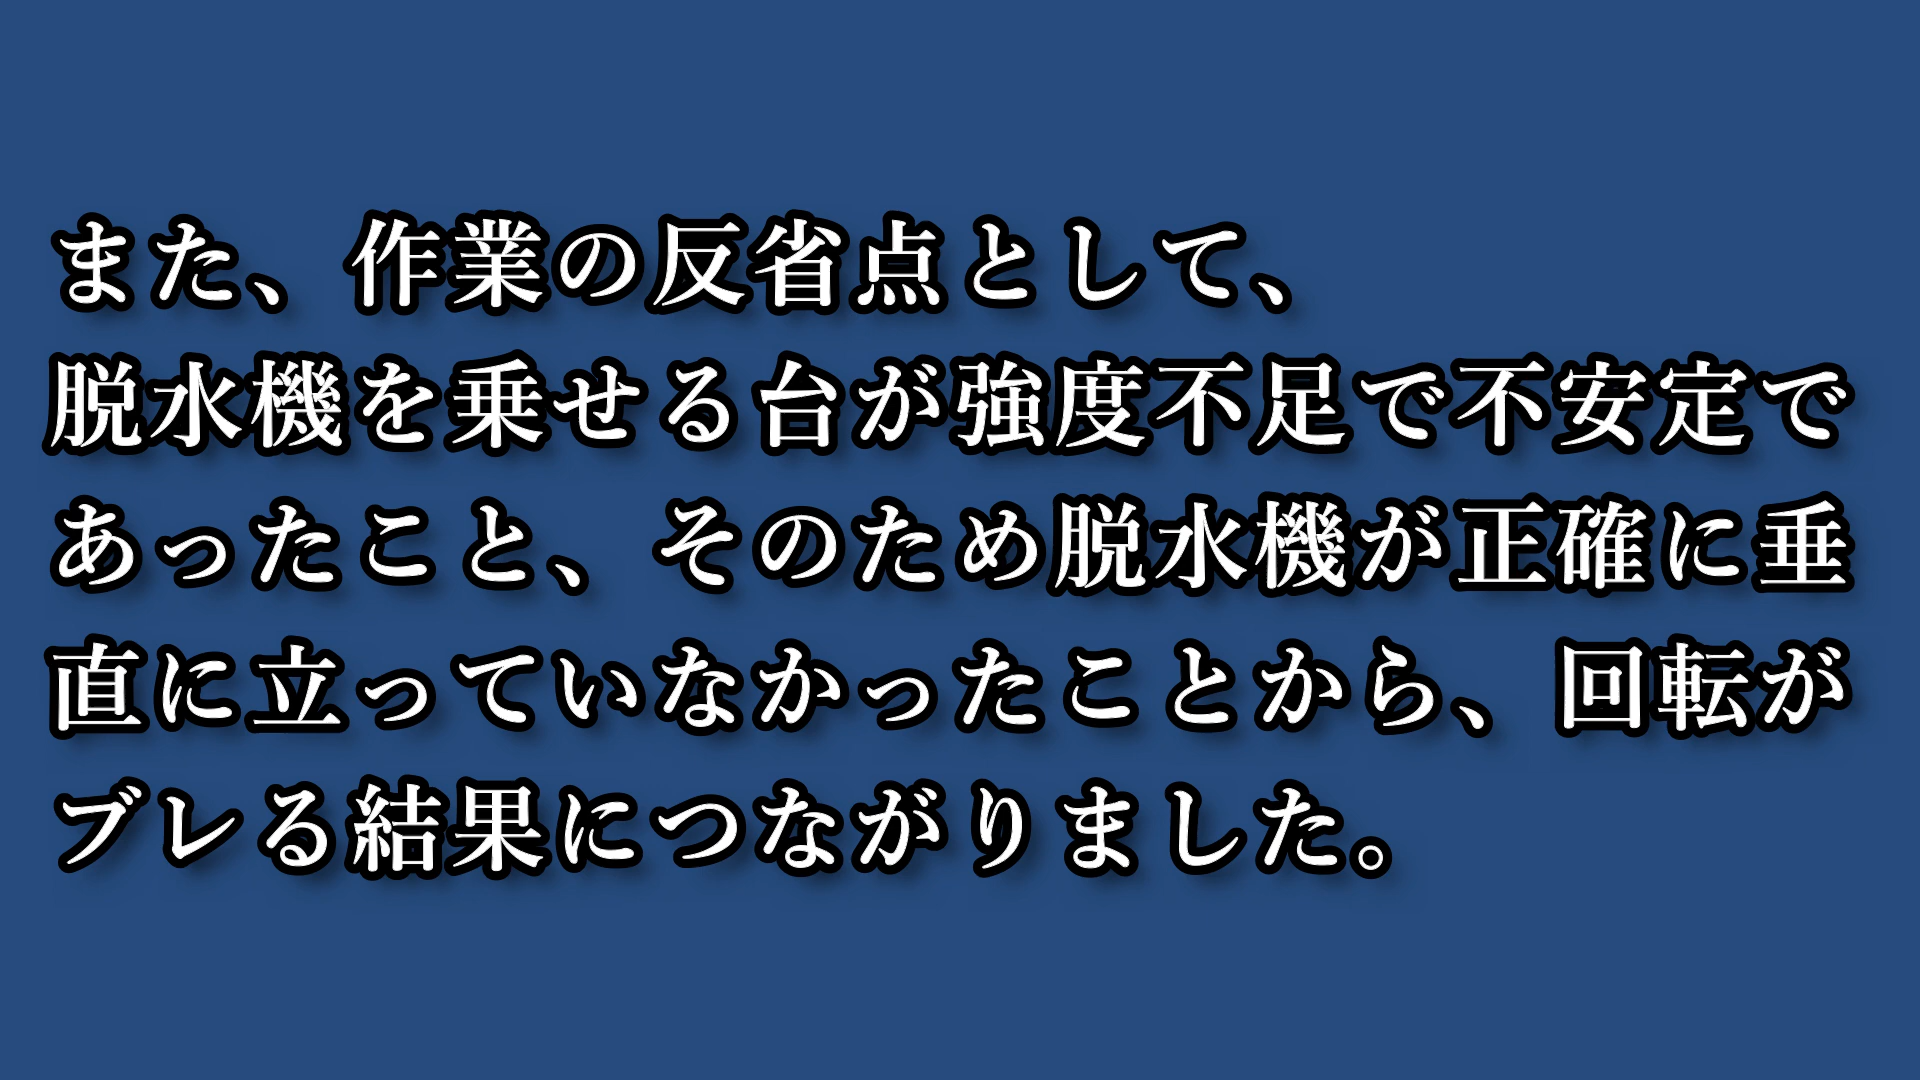 また、作業の反省点として、
脱水機を乗せる台が強度不足で不安定で
あったこと、そのため脱水機が正確に垂
直に立っていなかったことから、回転が
ブレる結果につながりました。